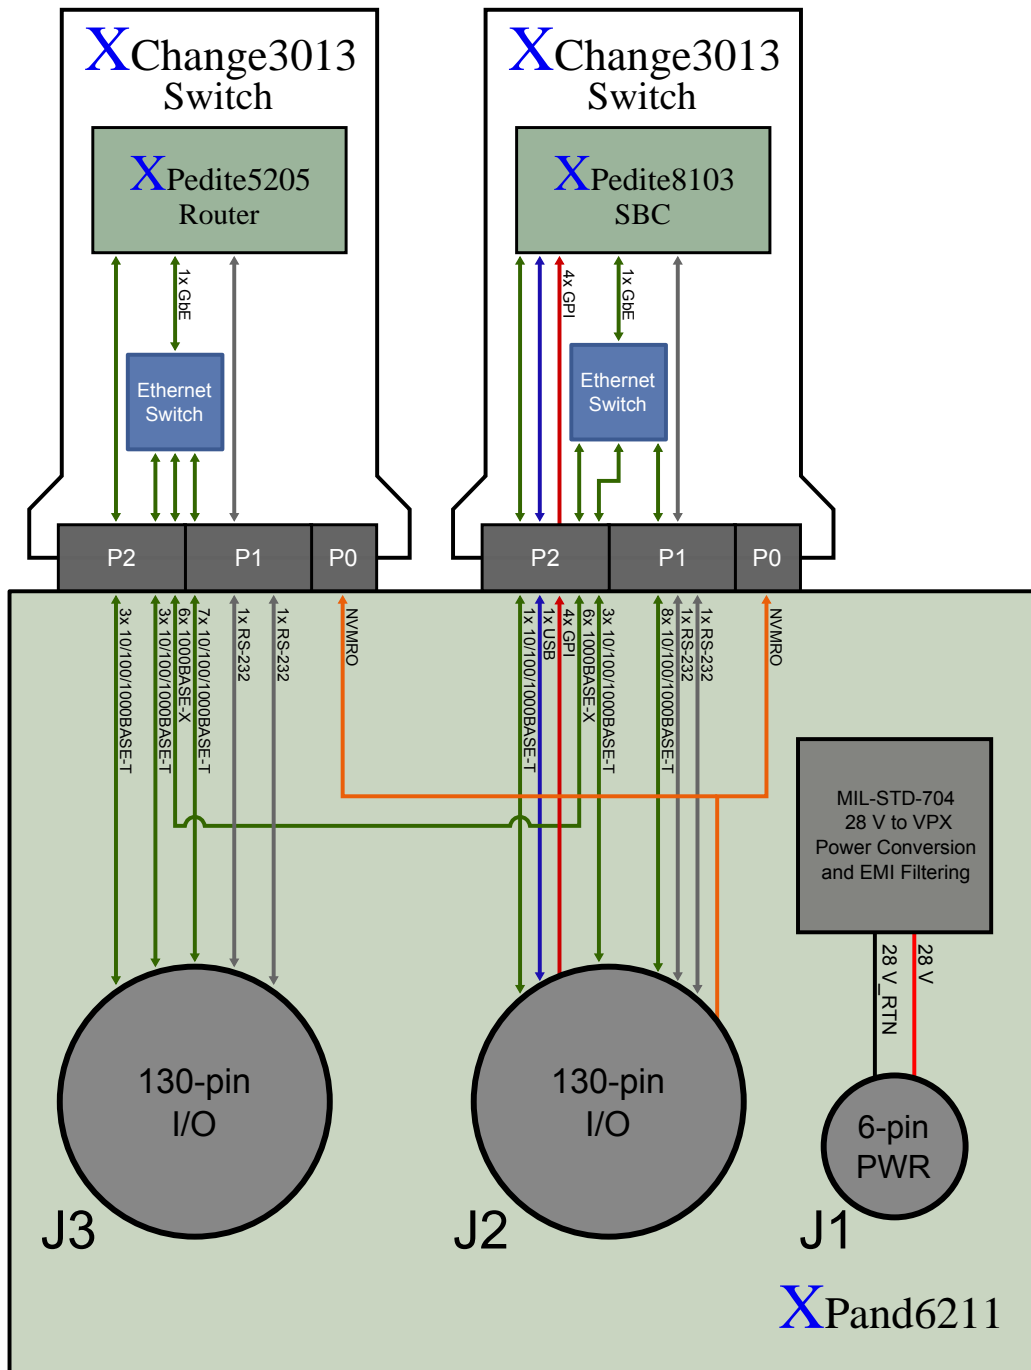 XChange3013
Switch
XPedite5205
Router
1x GbE
Ethernet
Switch
P2
P1
P0
XChange3013
Switch
XPedite8103
SBC
4x GPI
1x GbE
Ethernet
Switch
P2
P1
P0
3x 10/100/1000BASE-T
3x 10/100/1000BASE-T
6x 1000BASE-X
7x 10/100/1000BASE-T
1x RS-232
1x RS-232
NVMRO
1x 10/100/1000BASE-T
1x USB
4x GPI
6x 1000BASE-X
3x 10/100/1000BASE-T
8x 10/100/1000BASE-T
1x RS-232
1x RS-232
NVMRO
MIL-STD-704
28 V to VPX
Power Conversion
and EMI Filtering
28 V_RTN
28 V
130-pin
I/O
J3
130-pin
I/O
J2
6-pin
PWR
J1
XPand6211